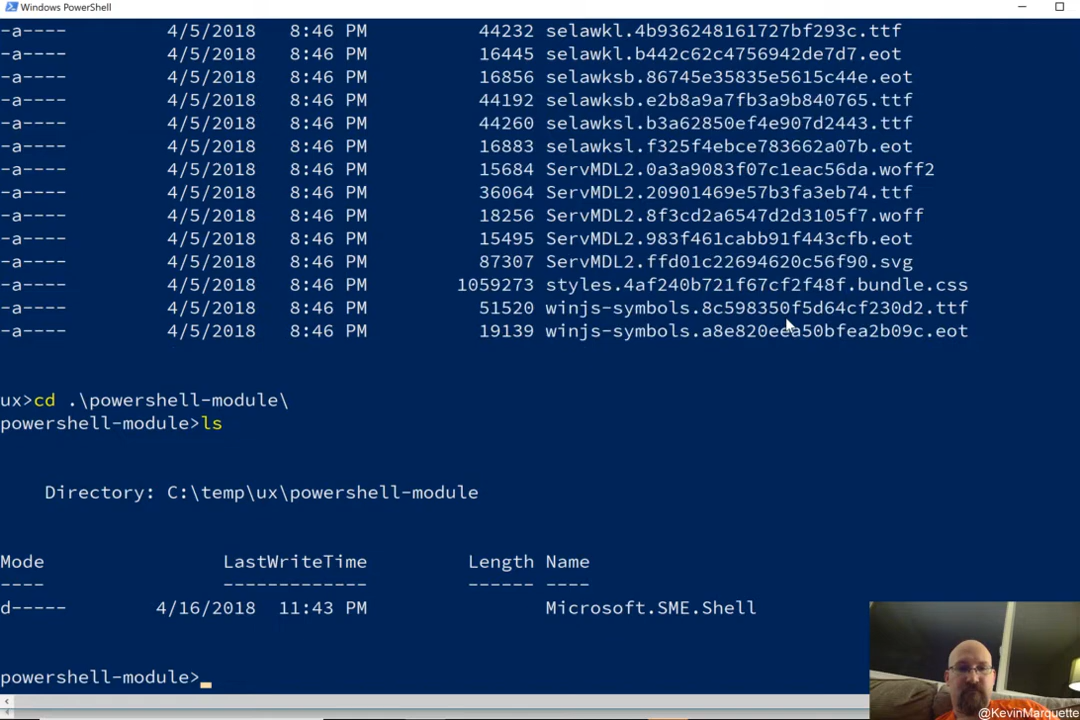 Windows PowerShell
-a---- 4/5/2018 8:46 PM 44232 selawkl.4b936248161727bf293c.ttf
-a---- 4/5/2018 8:46 PM 16445 selawkl.b442c62c4756942de7d7.eot
-a---- 4/5/2018 8:46 PM 16856 selawksb.86745e35835e5615c44e.eot
-a---- 4/5/2018 8:46 PM 44192 selawksb.e2b8a9a7fb3a9b840765.ttf
-a---- 4/5/2018 8:46 PM 44260 selawksl.b3a62850ef4e907d2443.ttf
-a---- 4/5/2018 8:46 PM 16883 selawksl.f325f4ebce783662a07b.eot
-a---- 4/5/2018 8:46 PM 15684 ServMDL2.0a3a9083f07c1eac56da.woff2
-a---- 4/5/2018 8:46 PM 36064 ServMDL2.20901469e57b3fa3eb74.ttf
-a---- 4/5/2018 8:46 PM 18256 ServMDL2.8f3cd2a6547d2d3105f7.woff
-a---- 4/5/2018 8:46 PM 15495 ServMDL2.983f461cabb91f443cfb.eot
-a---- 4/5/2018 8:46 PM 87307 ServMDL2.ffd01c22694620c56f90.svg
-a---- 4/5/2018 8:46 PM 1059273 styles.4af240b721f67cf2f48f.bundle.css
-a---- 4/5/2018 8:46 PM 51520 winjs-symbols.8c598350f5d64cf230d2.ttf
-a---- 4/5/2018 8:46 PM 19139 winjs-symbols.a8e820eea50bfea2b09c.eot
ux>cd .\powershell-module\
powershell-module>ls
Directory: C:\temp\ux\powershell-module
Mode LastWriteTime Length Name
---- ------------- ------ ----
d----- 4/16/2018 11:43 PM Microsoft.SME.Shell
powershell-module>
@KevinMarquette